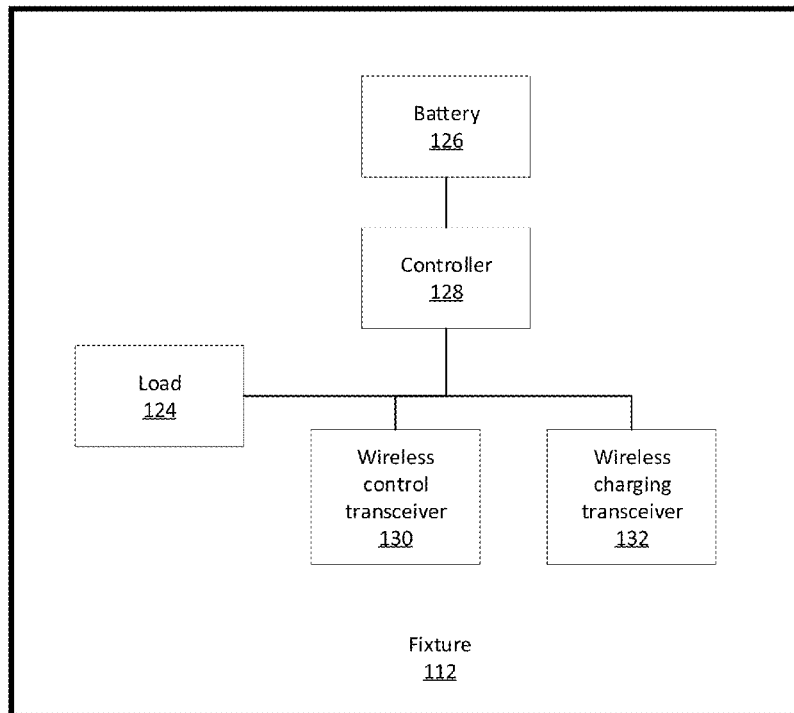 Battery
126
Controller
128
Load
124
Wireless
control
transceiver
130
Wireless
charging
transceiver
132
Fixture
112